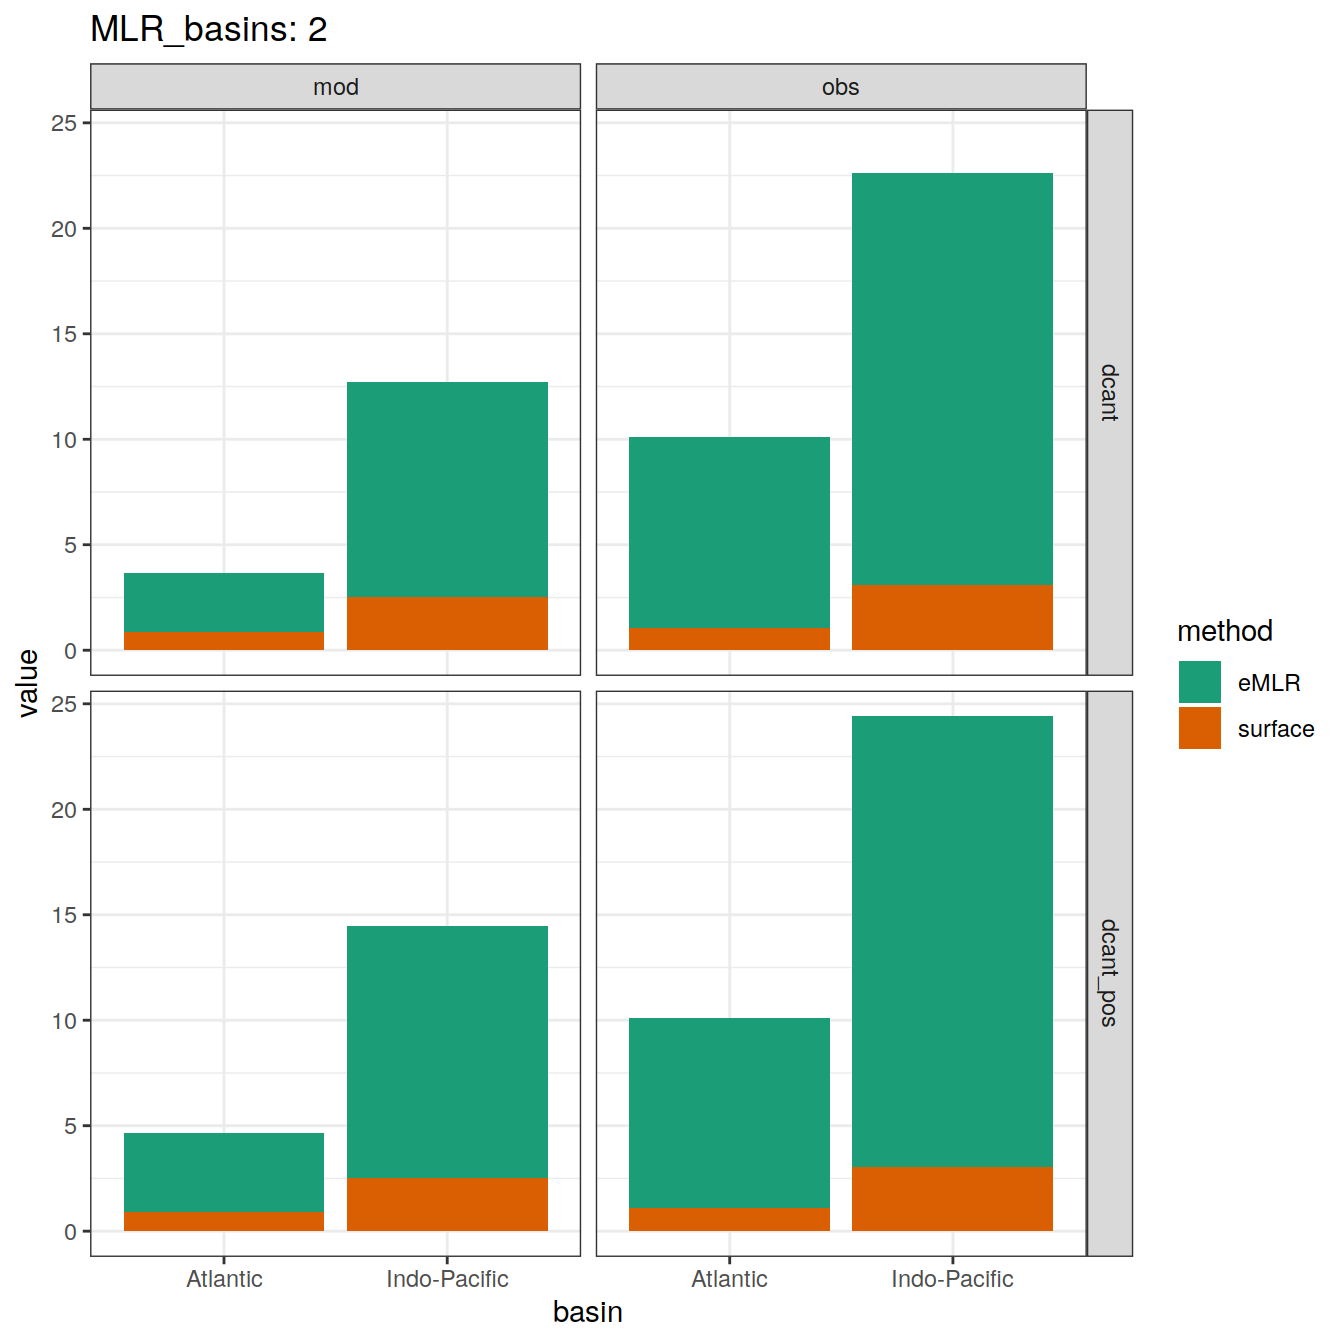 MLR_basins: 2
mod
obs
25
20
15
10
5
0
dcant
25
20
15
10
5
0
dcant_pos
value
Atlantic
Indo-Pacific
Atlantic
Indo-Pacific
basin
method
eMLR
surface